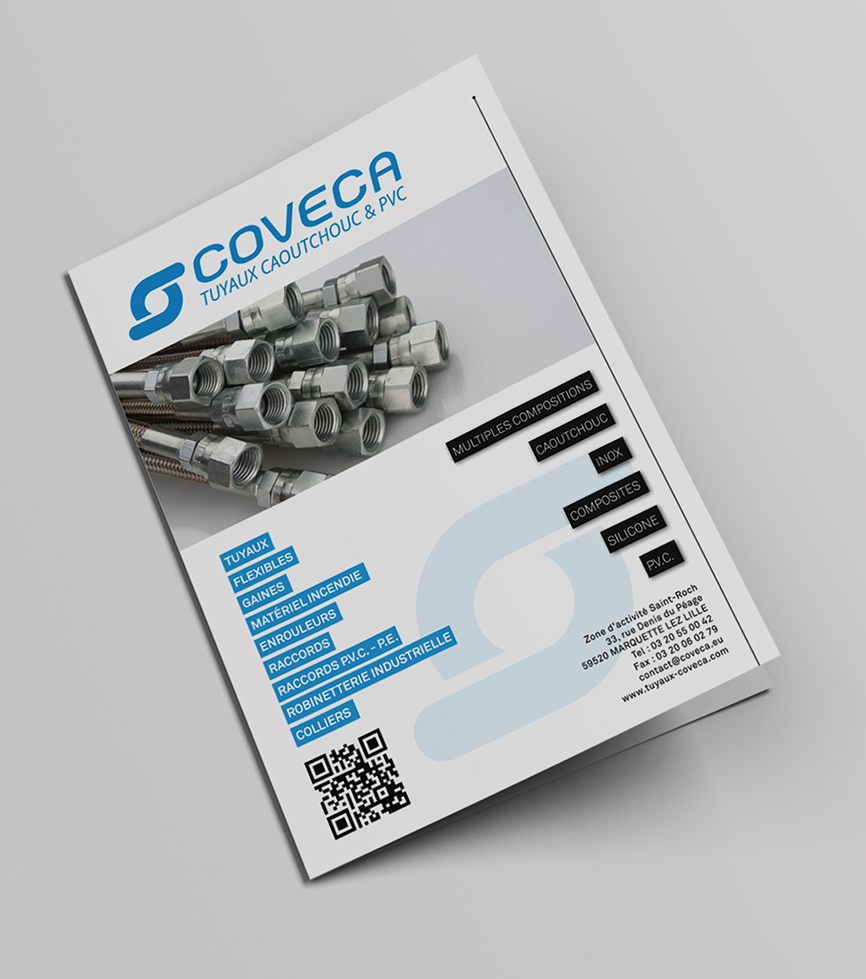 COVECA
TUYAUX CAOUTCHOUC & PVC
MULTIPLES COMPOSITIONS
CAOUTCHOUC
INOX
COMPOSITES
SILICONE
P.V.C.
TUYAUX
FLEXIBLES
GAINES
MATÉRIEL INCENDIE
ENROULEURS
RACCORDS
RACCORDS P.V.C. - P.E.
ROBINETTERIE INDUSTRIELLE
COLLIERS
Zone d'activité Saint-Roch
33, rue Denis du Péage
59520 MARQUETTE LEZ LILLE
Tel : 03 20 55 00 42
Fax : 03 20 06 02 79
contact@coveca.eu
www.tuyaux-coveca.com